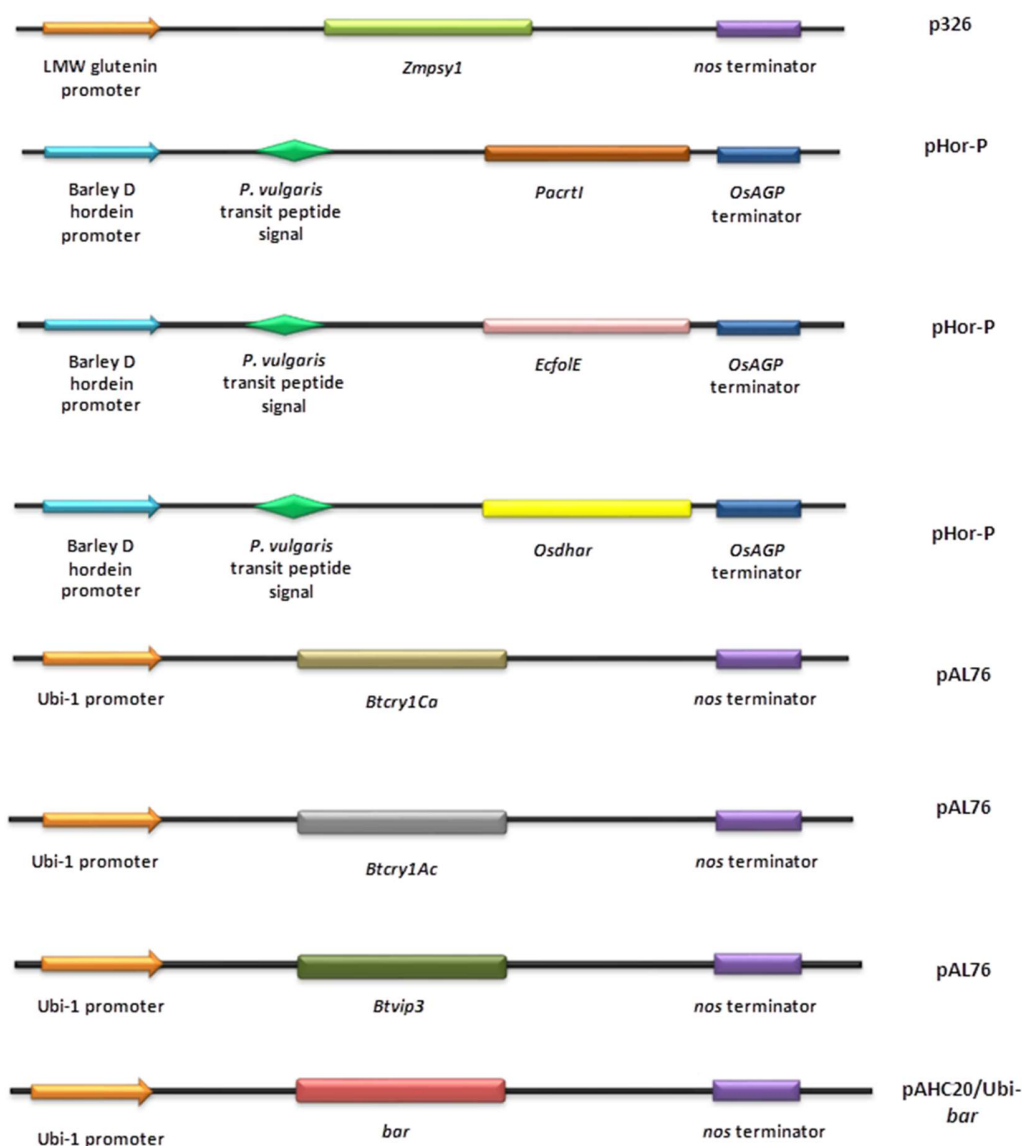 p326
LMW glutenin
promoter
Zmpsy1
nos terminator
pHor-P
Barley D
hordein
promoter
P. vulgaris
transit peptide
signal
PacrtI
OsAGP
terminator
pHor-P
Barley D
hordein
promoter
P. vulgaris
transit peptide
signal
EcfolE
OsAGP
terminator
pHor-P
Barley D
hordein
promoter
P. vulgaris
transit peptide
signal
Osdhar
OsAGP
terminator
pAL76
Ubi-1 promoter
Btcry1Ca
nos terminator
pAL76
Ubi-1 promoter
Btcry1Ac
nos terminator
pAL76
Ubi-1 promoter
Btvip3
nos terminator
pAHC20/Ubi-
bar
Ubi-1 promoter
bar
nos terminator